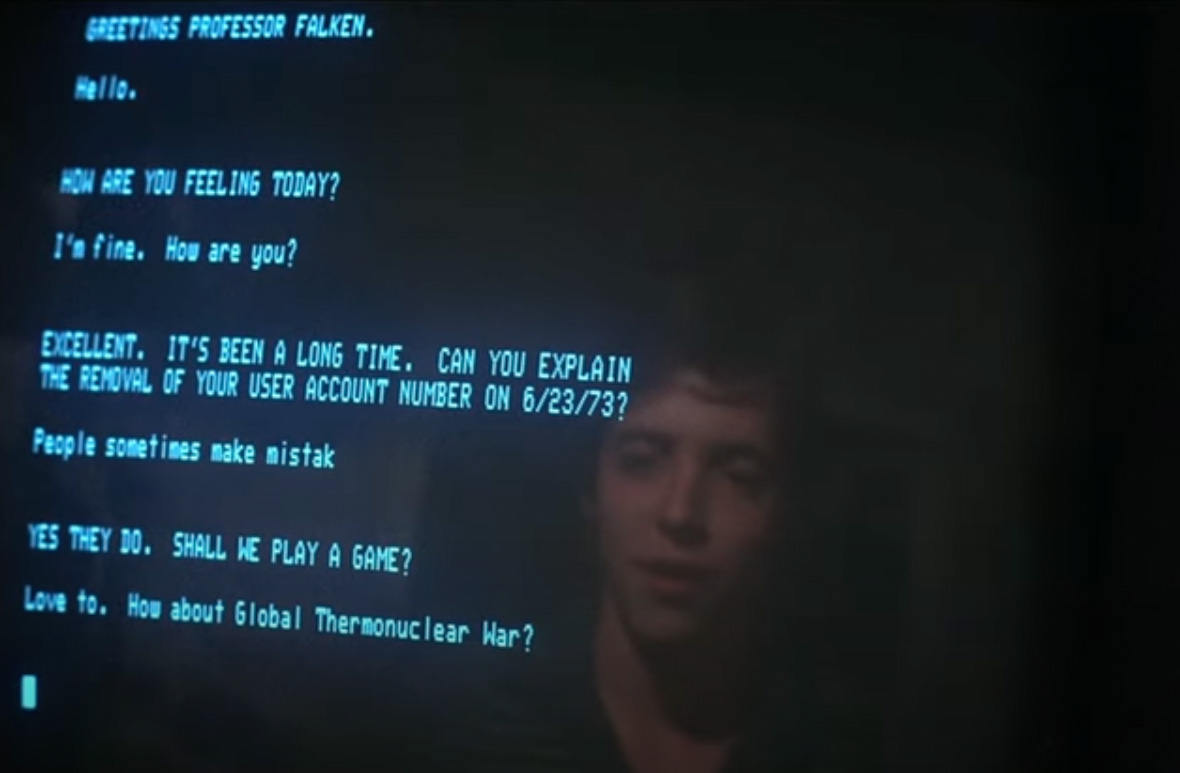 GREETINGS PROFESSOR FALKEN.
Hello.
HOW ARE YOU FEELING TODAY?
I'm fine. How are you?
EXCELLENT. IT'S BEEN A LONG TIME. CAN YOU EXPLAIN
THE REMOVAL OF YOUR USER ACCOUNT NUMBER ON 6/23/73?
People sometimes make mistak
YES THEY DO. SHALL WE PLAY A GAME?
Love to. How about Global Thermonuclear War?